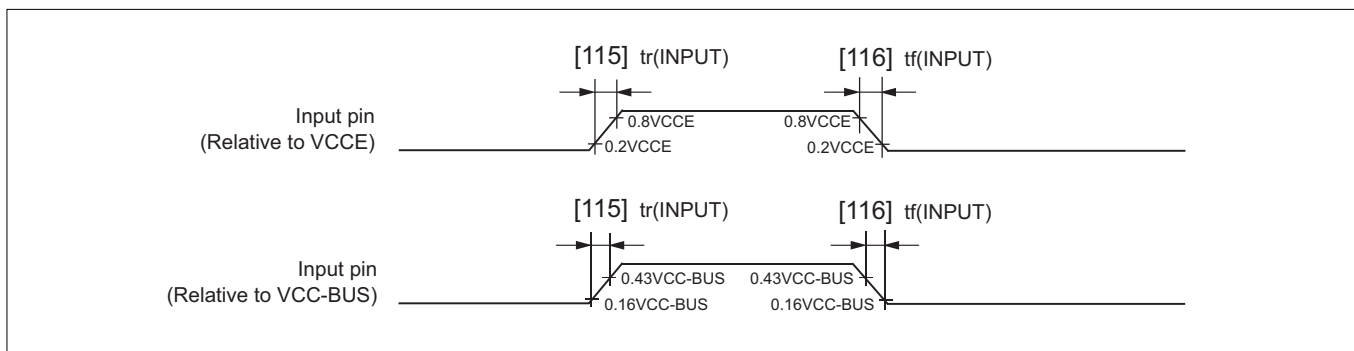 [115] tr(INPUT) [116] tf(INPUT)
Input pin
(Relative to VCCE)
0.8VCCE 0.8VCCE
0.2VCCE 0.2VCCE
[115] tr(INPUT) [116] tf(INPUT)
Input pin
(Relative to VCC-BUS)
0.43VCC-BUS 0.43VCC-BUS
0.16VCC-BUS 0.16VCC-BUS